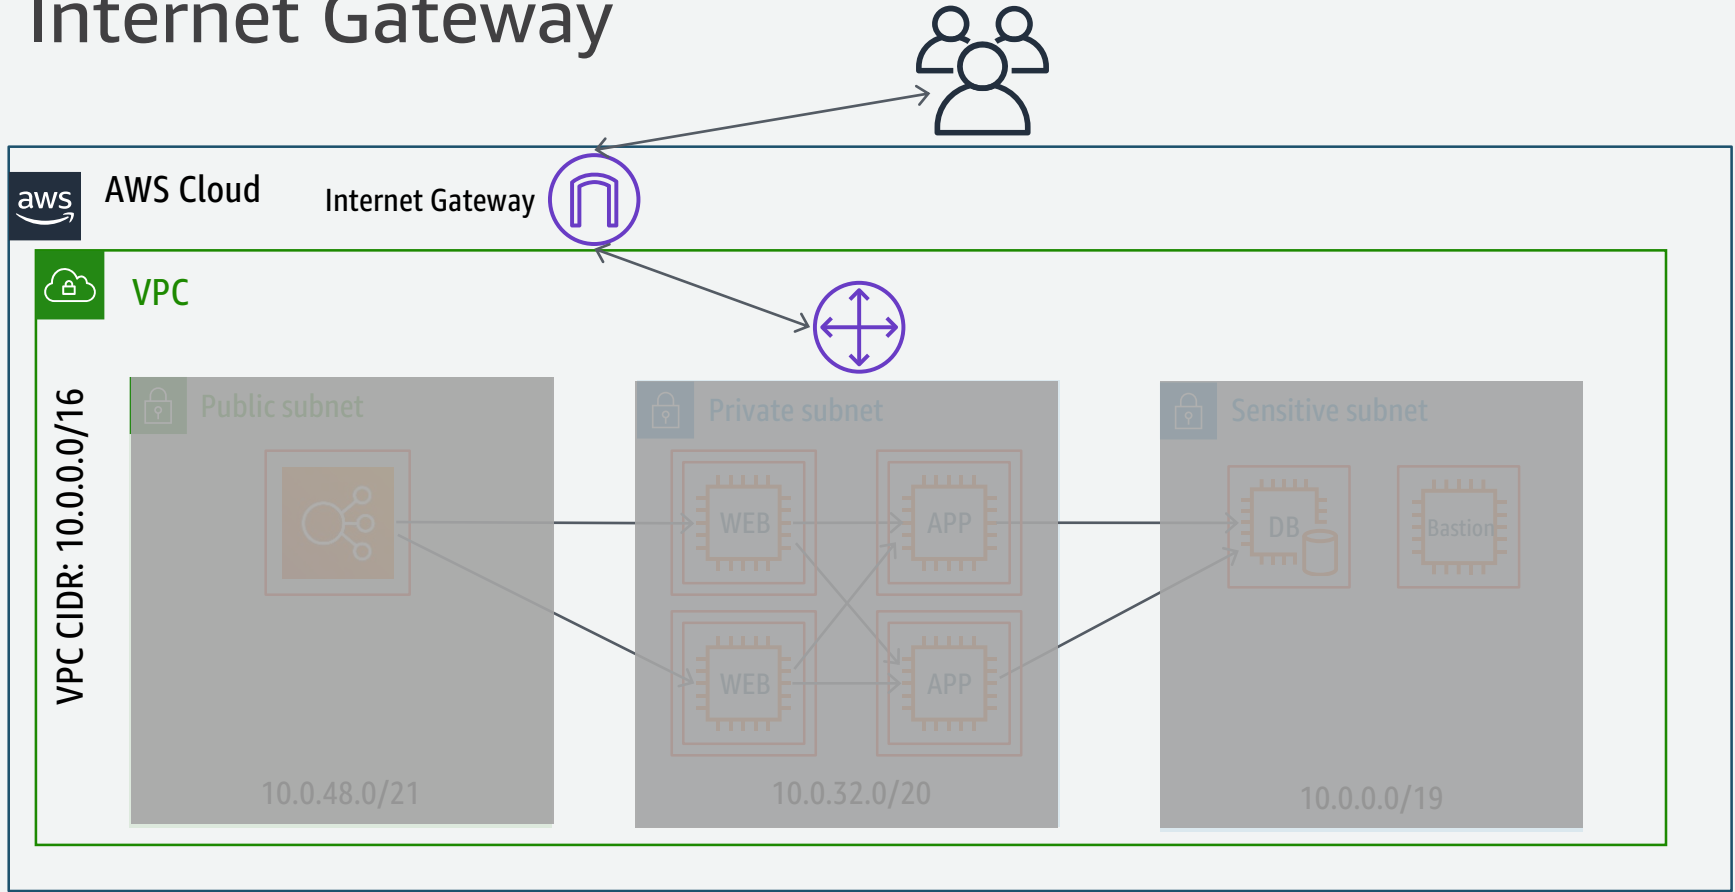 Internet Gateway
aws
AWS Cloud
Internet Gateway
VPC
VPC CIDR: 10.0.0.0/16
Public subnet
Private subnet
Sensitive subnet
WEB
APP
DB
Bastion
WEB
APP
10.0.48.0/21
10.0.32.0/20
10.0.0.0/19